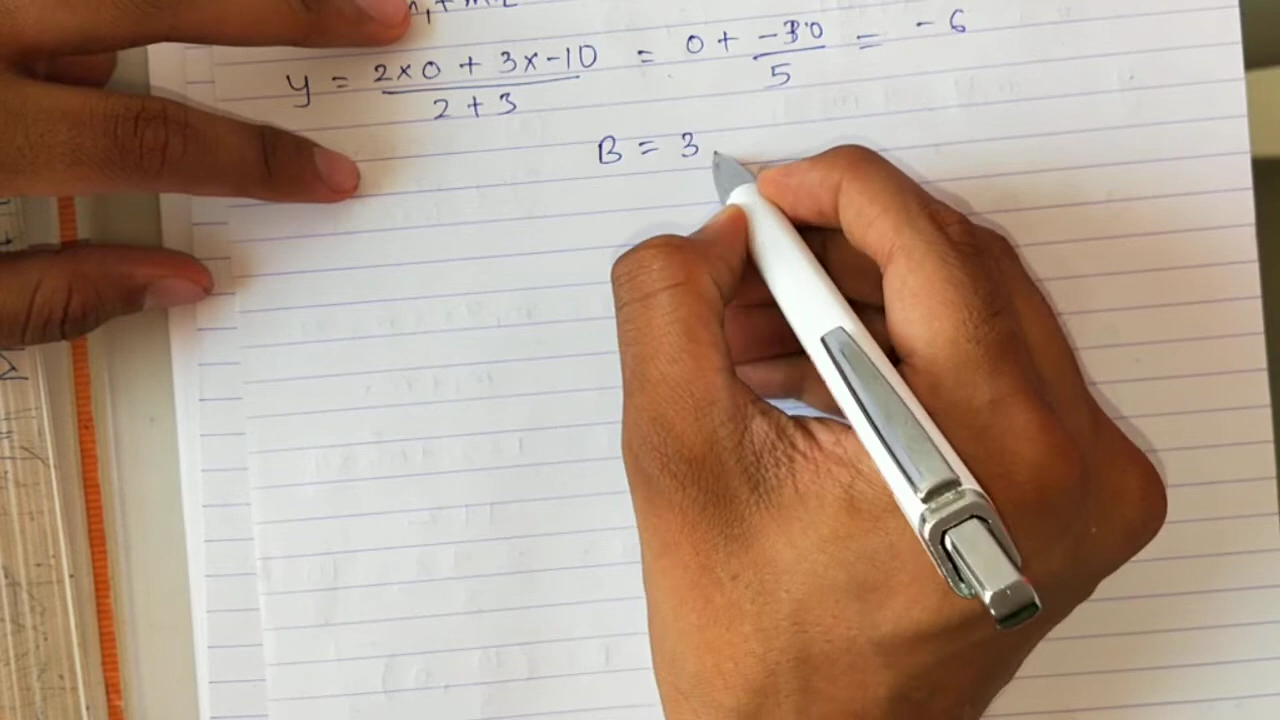 y = 2×0 + 3×-10 / 2+3 = 0 + -30 / 5 = -6
B = 3